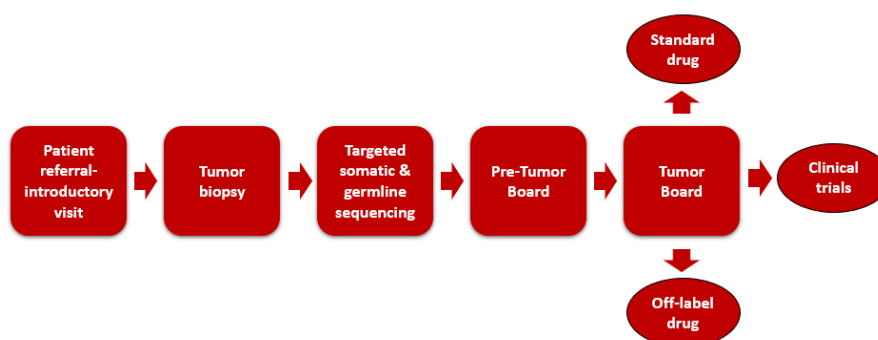 Patient
referral-
introductory
visit
Tumor
biopsy
Targeted
somatic &
germline
sequencing
Pre-Tumor
Board
Tumor
Board
Standard
drug
Clinical
trials
Off-label
drug